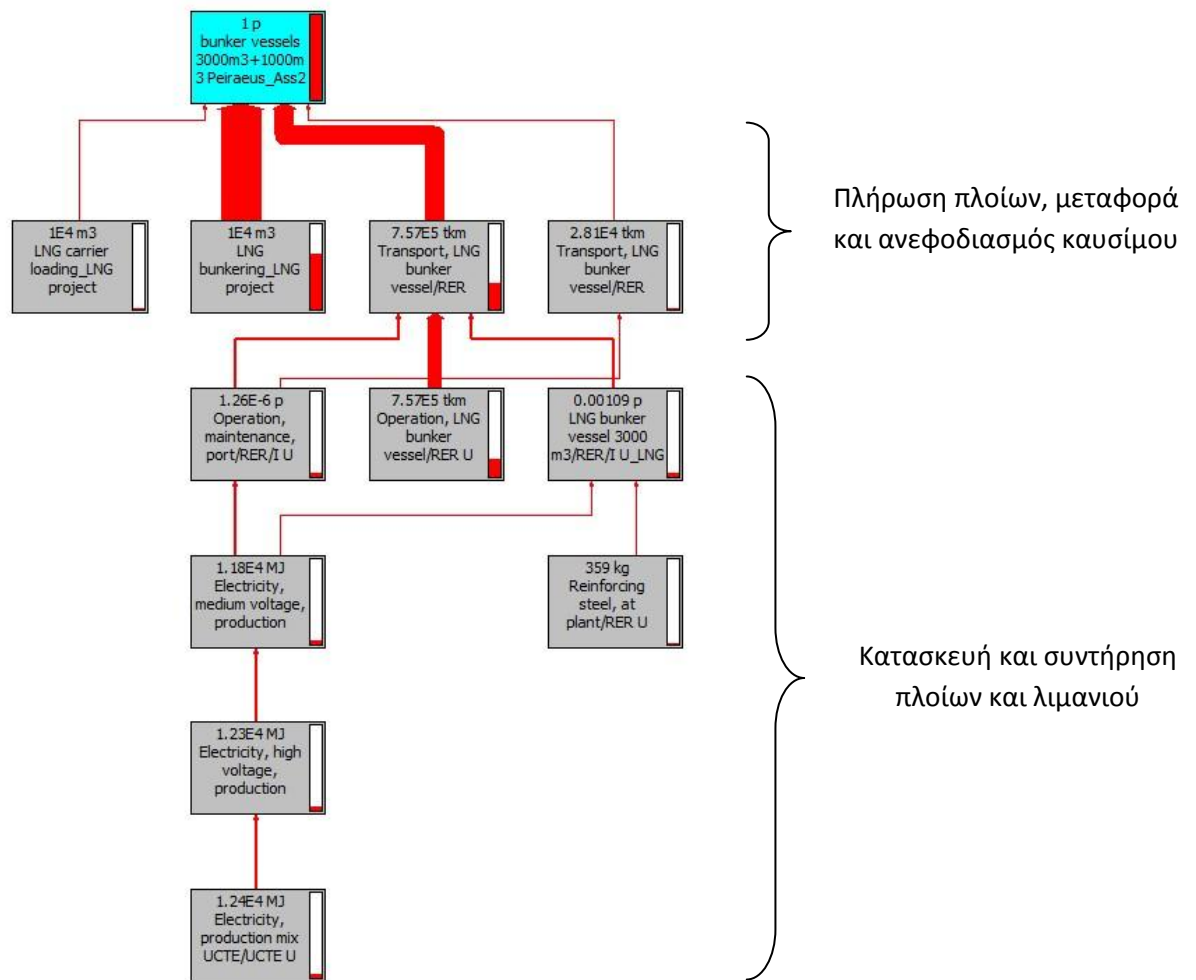 1 p
bunker vessels
3000m3+1000m
3 Peiraeus_Ass2
1E4 m3
LNG carrier
loading_LNG
project
1E4 m3
LNG
bunkering_LNG
project
7.57E5 tkm
Transport, LNG
bunker
vessel/RER
2.81E4 tkm
Transport, LNG
bunker
vessel/RER
Πλήρωση πλοίων, μεταφορά
και ανεφοδιασμός καυσίμου
1.26E-6 p
Operation,
maintenance,
port/RER/I U
7.57E5 tkm
Operation, LNG
bunker
vessel/RER U
0.00109 p
LNG bunker
vessel 3000
m3/RER/I U_LNG
1.18E4 MJ
Electricity,
medium voltage,
production
359 kg
Reinforcing
steel, at
plant/RER U
Κατασκευή και συντήρηση
πλοίων και λιμανιού
1.23E4 MJ
Electricity, high
voltage,
production
1.24E4 MJ
Electricity,
production mix
UCTE/UCTE U